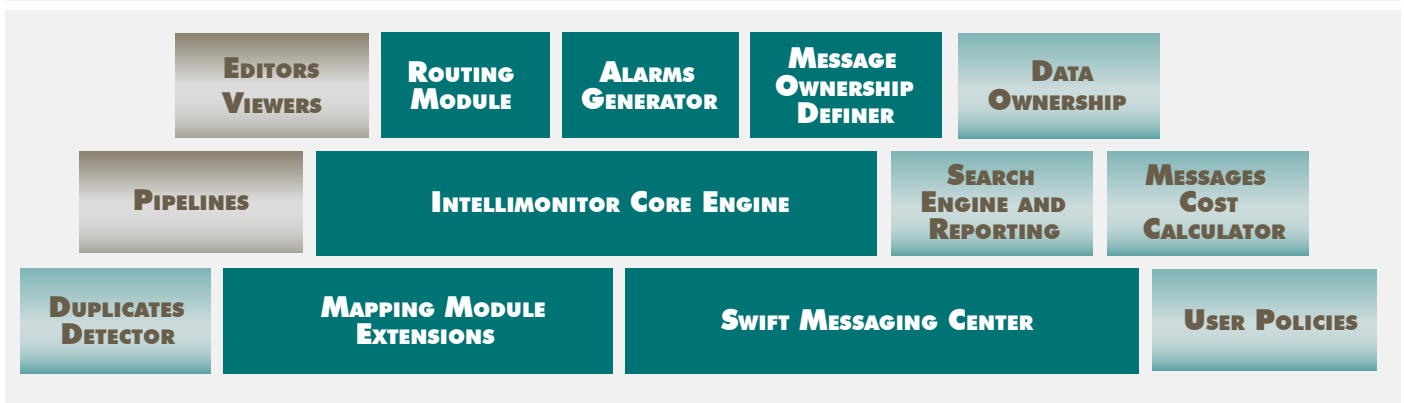 Editors
Viewers
Routing
Module
Alarms
Generator
Message
Ownership
Definer
Data
Ownership
Pipelines
Intellimonitor Core Engine
Search
Engine and
Reporting
Messages
Cost
Calculator
Duplicates
Detector
Mapping Module
Extensions
Swift Messaging Center
User Policies